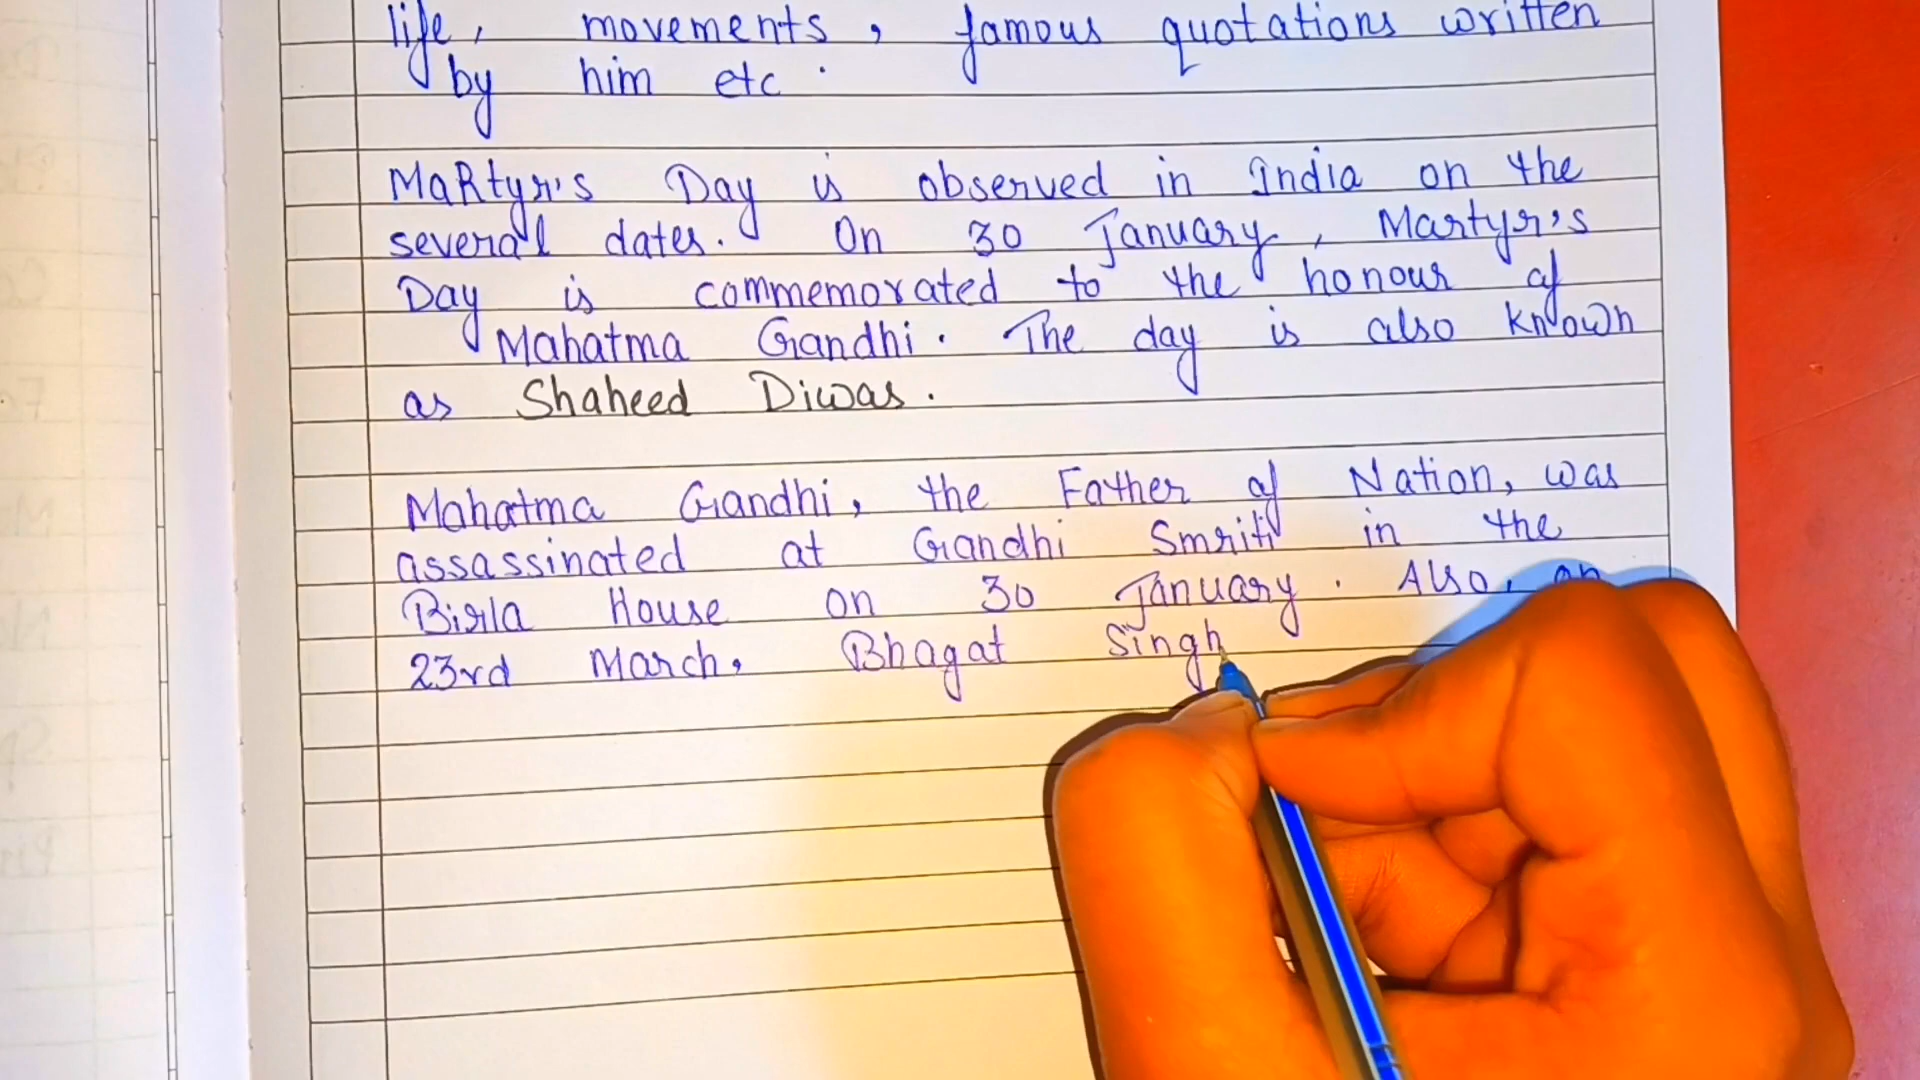 life, movements, famous quotations written
by him etc.
MaRtyr's Day is observed in India on the
several dates. On 30 January, Martyr's
Day is commemorated to the honour of
Mahatma Gandhi. The day is also known
as Shaheed Diwas.
Mahatma Gandhi, the Father of Nation, was
assassinated at Gandhi Smriti in the
Birla House on 30 January. Also, on
23rd March, Bhagat Singh